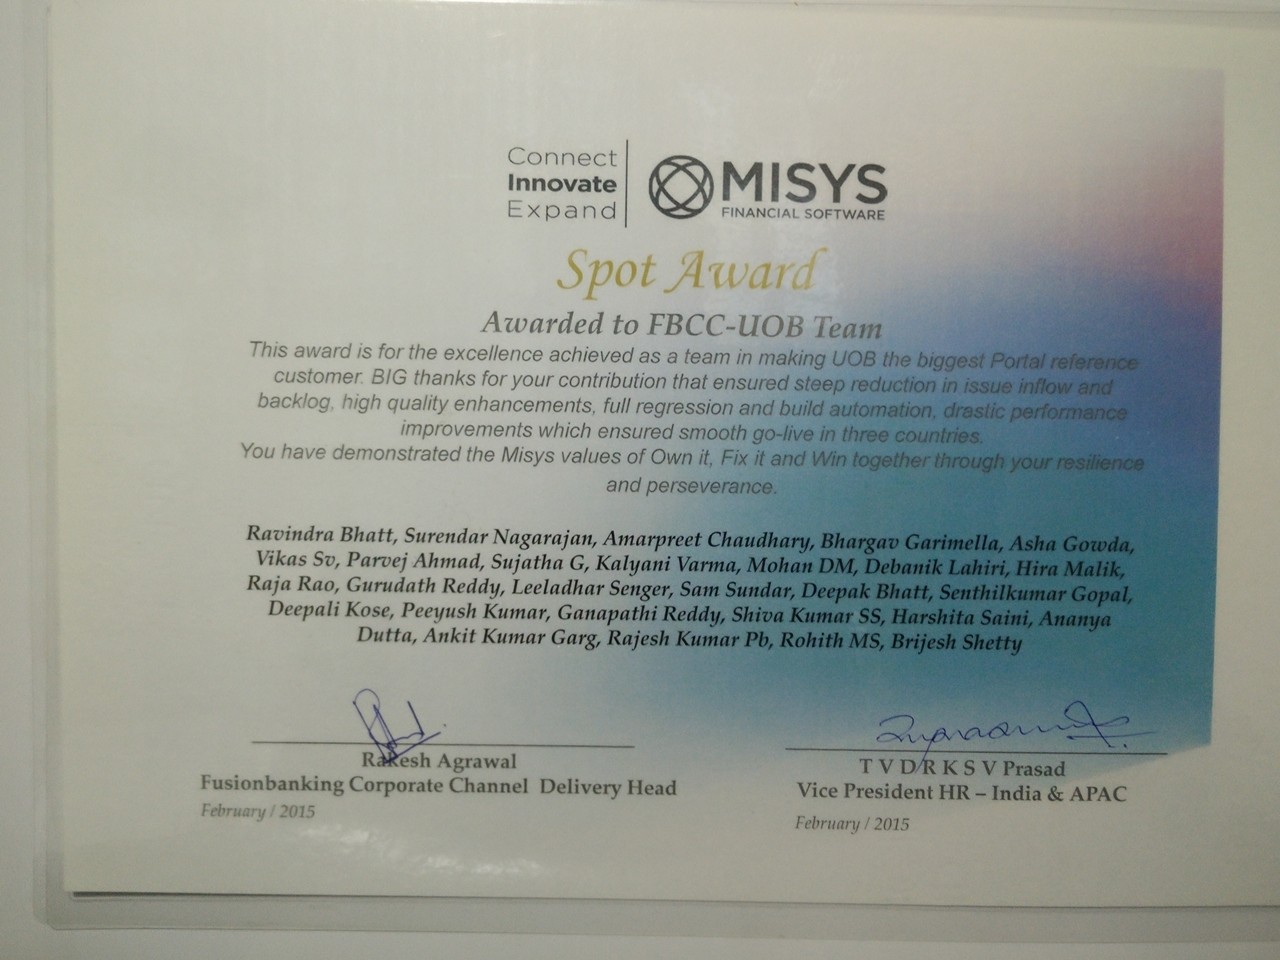 Connect
Innovate
Expand
MISYS
FINANCIAL SOFTWARE
Spot Award
Awarded to FBCC-UOB Team
This award is for the excellence achieved as a team in making UOB the biggest Portal reference
customer. BIG thanks for your contribution that ensured steep reduction in issue inflow and
backlog, high quality enhancements, full regression and build automation, drastic performance
improvements which ensured smooth go-live in three countries.
You have demonstrated the Misys values of Own it, Fix it and Win together through your resilience
and perseverance.
Ravindra Bhatt, Surendar Nagarajan, Amarpreet Chaudhary, Bhargav Garimella, Asha Gowda,
Vikas Sv, Parvej Ahmad, Sujatha G, Kalyani Varma, Mohan DM, Debanik Lahiri, Hira Malik,
Raja Rao, Gurudath Reddy, Leeladhar Senger, Sam Sundar, Deepak Bhatt, Senthilkumar Gopal,
Deepali Kose, Peeyush Kumar, Ganapathi Reddy, Shiva Kumar SS, Harshita Saini, Ananya
Dutta, Ankit Kumar Garg, Rajesh Kumar Pb, Rohith MS, Brijesh Shetty
Rakesh Agrawal
Fusionbanking Corporate Channel Delivery Head
February / 2015
T V D R K S V Prasad
Vice President HR – India & APAC
February / 2015